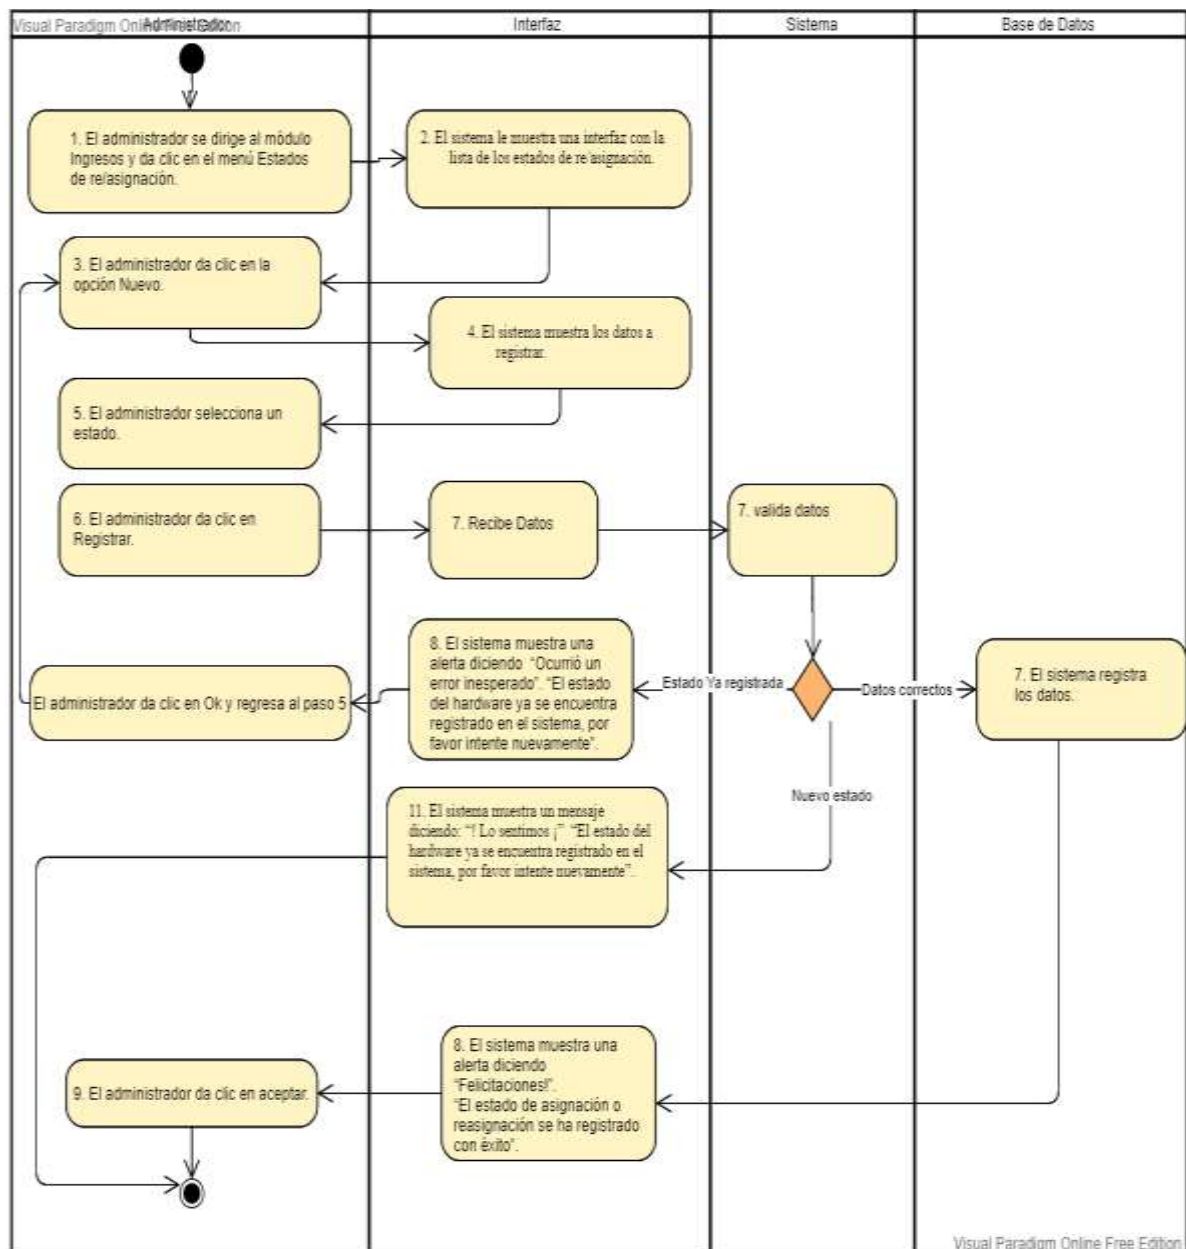 Visual Paradigm Online Free Edition
Administrador
Interfaz
Sistema
Base de Datos
1. El administrador se dirige al módulo
Ingresos y da clic en el menú Estados
de re/asignación.
2. El sistema le muestra una interfaz con la
lista de los estados de re/asignación.
3. El administrador da clic en la
opción Nuevo.
4. El sistema muestra los datos a
registrar.
5. El administrador selecciona un
estado.
6. El administrador da clic en
Registrar.
7. Recibe Datos
7. valida datos
8. El sistema muestra una
alerta diciendo “Ocurrió un
error inesperado”. “El estado
del hardware ya se encuentra
registrado en el sistema, por
favor intente nuevamente”.
Estado Ya registrada
Datos correctos
7. El sistema registra
los datos.
El administrador da clic en Ok y regresa al paso 5
Nuevo estado
11. El sistema muestra un mensaje
diciendo: “! Lo sentimos ¡” “El estado del
hardware ya se encuentra registrado en el
sistema, por favor intente nuevamente”.
8. El sistema muestra una
alerta diciendo
“Felicitaciones!”.
“El estado de asignación o
reasignación se ha registrado
con éxito”.
9. El administrador da clic en aceptar.
Visual Paradigm Online Free Edition